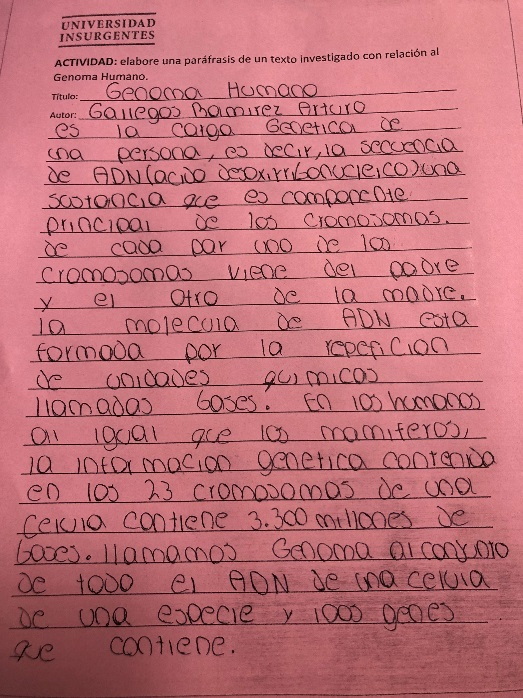 UNIVERSIDAD
INSURGENTES
ACTIVIDAD: elabore una paráfrasis de un texto investigado con relación al
Genoma Humano.
Título: Genoma Humano
Autor: Gallegos Ramirez Arturo
es la carga Genetica de
una persona, es decir, la secuencia
de ADN (acido desoxirribonucleico) una
sustancia que es componente
principal de los cromosomas.
de cada par uno de los
cromosomas viene del padre
y el otro de la madre.
la molecula de ADN esta
formada por la repeticion
de unidades quimicas
llamadas bases. En los humanos
al igual que los mamiferos,
la informacion genetica contenida
en los 23 cromosomas de una
celula contiene 3.300 millones de
bases. llamamos Genoma al conjunto
de todo el ADN de una celula
de una especie y los genes
que contiene.